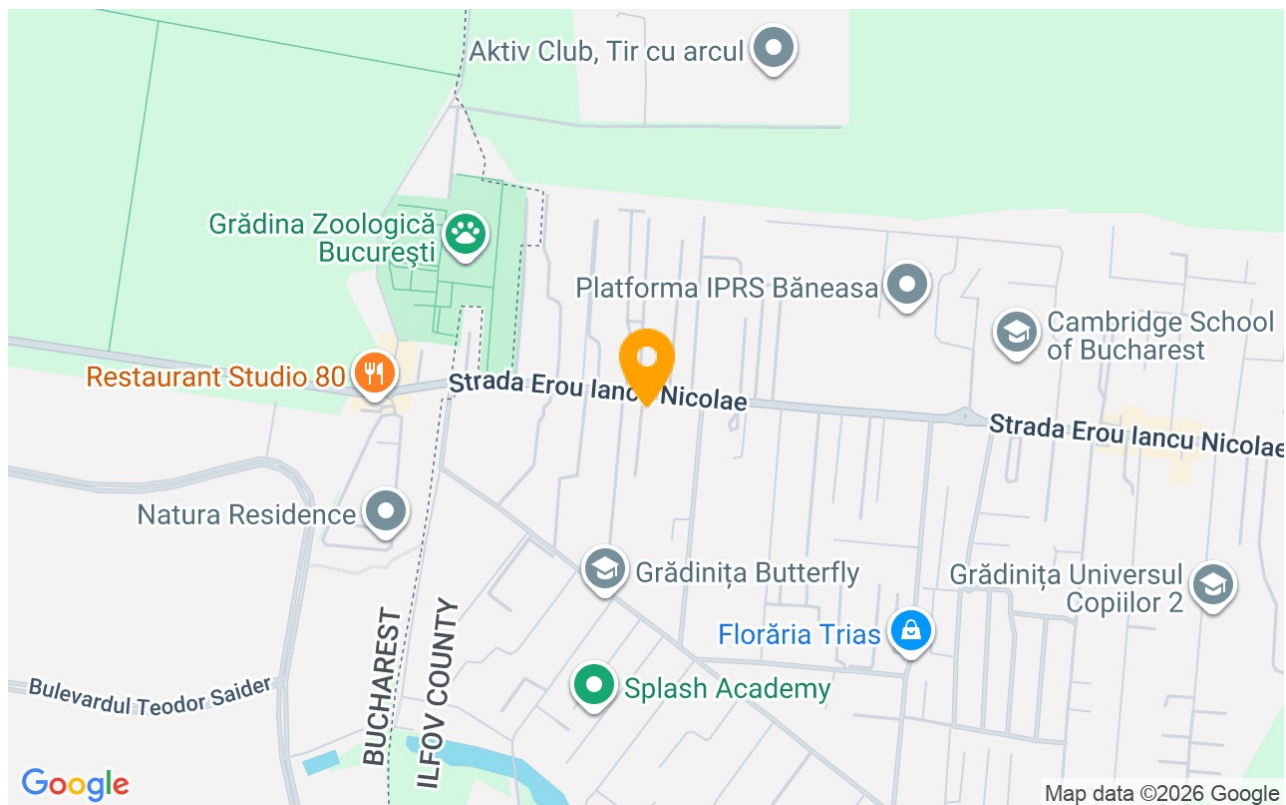 Aktiv Club, Tir cu arcul
Grădina Zoologică
București
Platforma IPRS Băneasa
Cambridge School
of Bucharest
Restaurant Studio 80
Strada Erou Iancu Nicolae
Strada Erou Iancu Nicolae
Natura Residence
Grădinița Butterfly
Grădinița Universul
Copiilor 2
BUCHAREST
ILFOV COUNTY
Florăria Trias
Bulevardul Teodor Saider
Splash Academy
Google
Map data ©2026 Google